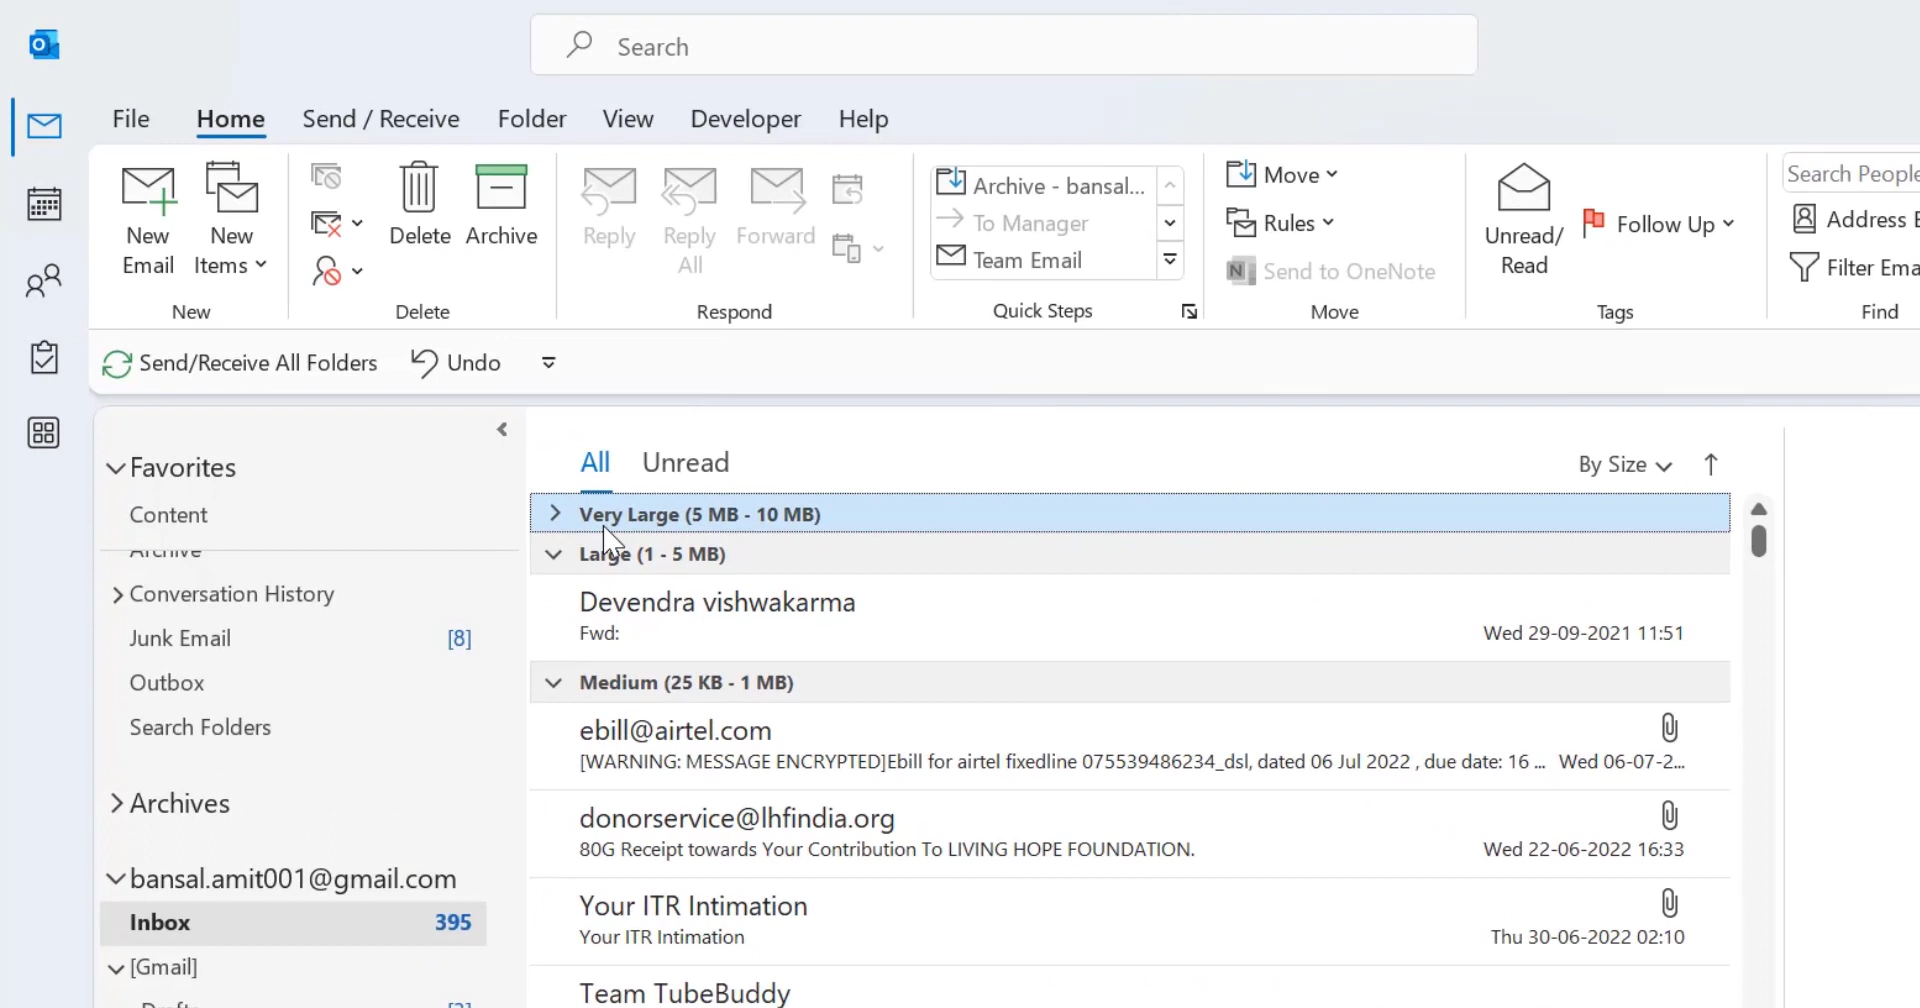 Search
File Home Send / Receive Folder View Developer Help
New Email
New Items
New
Delete
Archive
Delete
Reply
Reply All
Forward
Respond
Archive - bansal...
To Manager
Team Email
Quick Steps
Move
Rules
Send to OneNote
Move
Unread/ Read
Follow Up
Tags
Search People
Address
Filter Ema
Find
Send/Receive All Folders Undo
Favorites
Content
Archive
Conversation History
Junk Email [8]
Outbox
Search Folders
Archives
bansal.amit001@gmail.com
Inbox 395
[Gmail]
Drafts [3]
All Unread By Size
Very Large (5 MB - 10 MB)
Large (1 - 5 MB)
Devendra vishwakarma
Fwd: Wed 29-09-2021 11:51
Medium (25 KB - 1 MB)
ebill@airtel.com
[WARNING: MESSAGE ENCRYPTED]Ebill for airtel fixedline 075539486234_dsl, dated 06 Jul 2022 , due date: 16 ... Wed 06-07-2...
donorservice@lhfindia.org
80G Receipt towards Your Contribution To LIVING HOPE FOUNDATION. Wed 22-06-2022 16:33
Your ITR Intimation
Your ITR Intimation Thu 30-06-2022 02:10
Team TubeBuddy